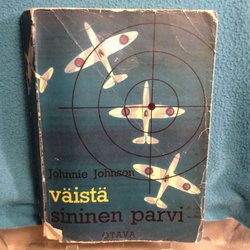 Johnnie Johnson
väistä
sininen parvi
OTAVA